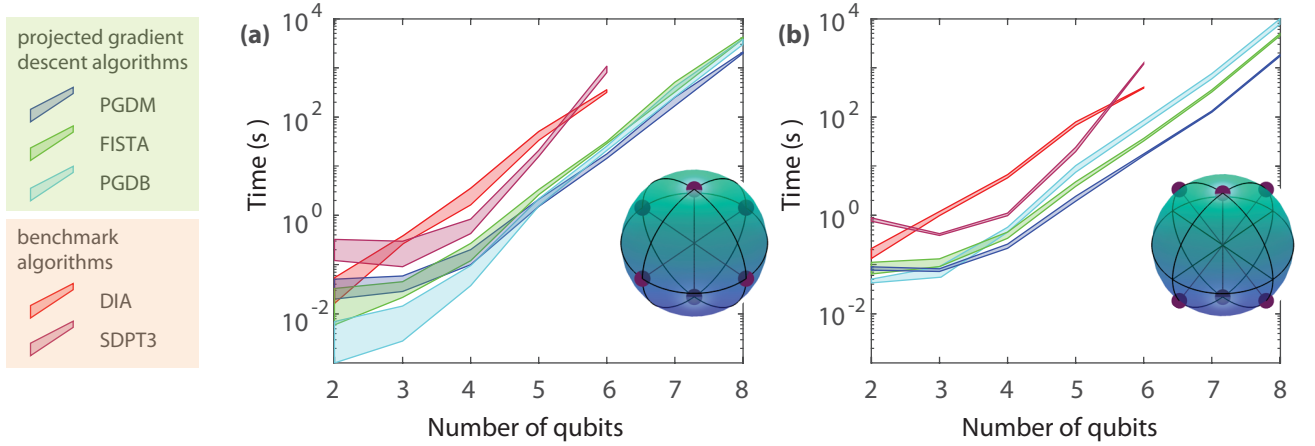 projected gradient
descent algorithms
PGDM
FISTA
PGDB
benchmark
algorithms
DIA
SDPT3
(a)
Time (s )
10^4
10^2
10^0
10^-2
2 3 4 5 6 7 8
Number of qubits
(b)
Time (s )
10^4
10^2
10^0
10^-2
2 3 4 5 6 7 8
Number of qubits